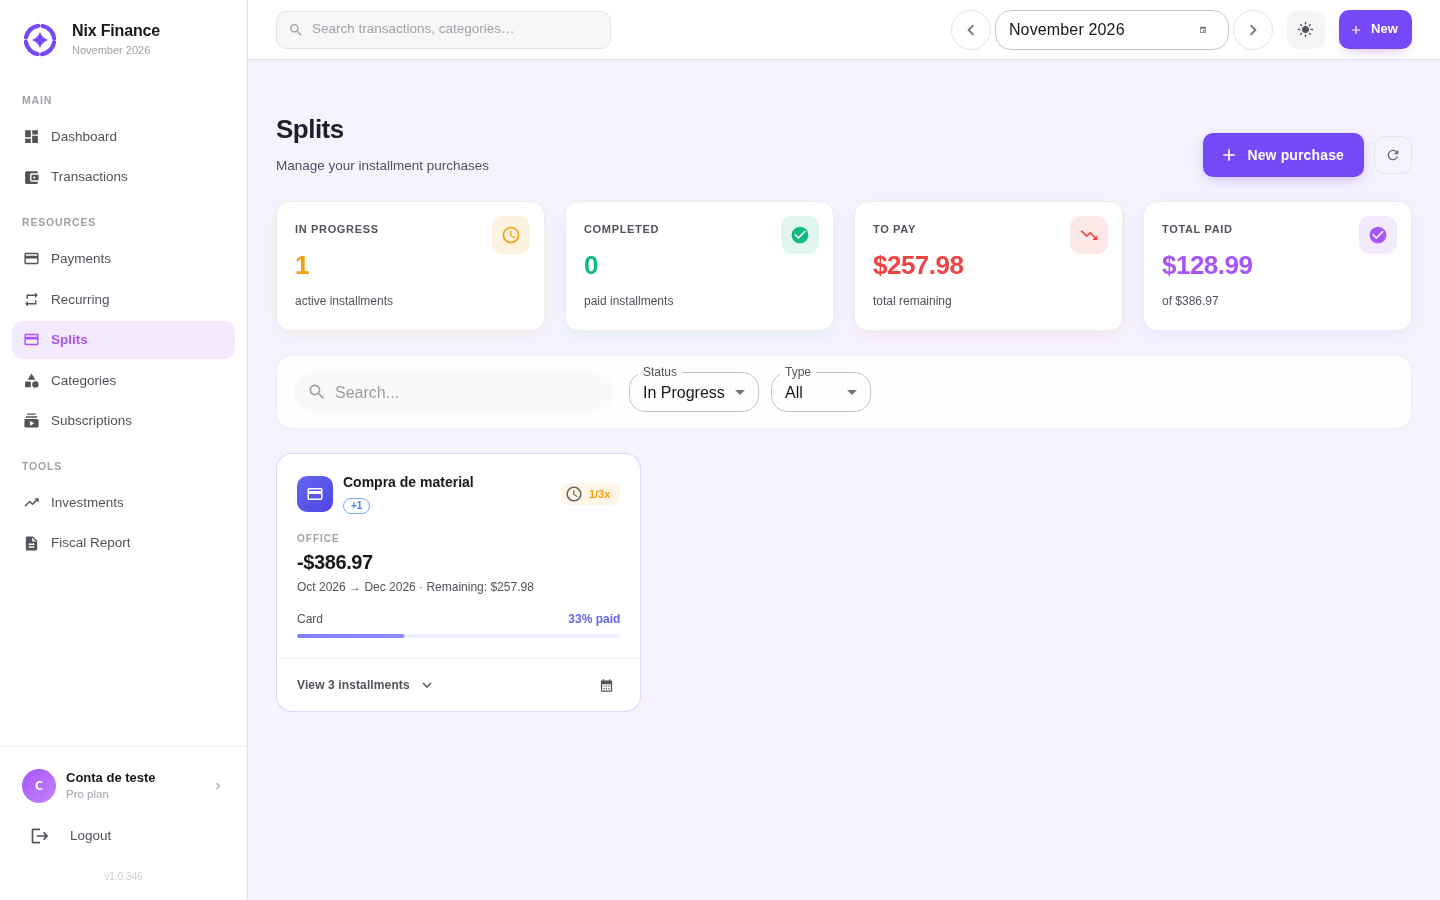 Nix Finance
November 2026
MAIN
Dashboard
Transactions
RESOURCES
Payments
Recurring
Splits
Categories
Subscriptions
TOOLS
Investments
Fiscal Report
C
Conta de teste
Pro plan
Logout
v1.0.346
Search transactions, categories…
November 2026
New
Splits
Manage your installment purchases
New purchase
IN PROGRESS
1
active installments
COMPLETED
0
paid installments
TO PAY
$257.98
total remaining
TOTAL PAID
$128.99
of $386.97
Search...
Status
In Progress
Type
All
Compra de material
+1
1/3x
OFFICE
-$386.97
Oct 2026 → Dec 2026 · Remaining: $257.98
Card
33% paid
View 3 installments